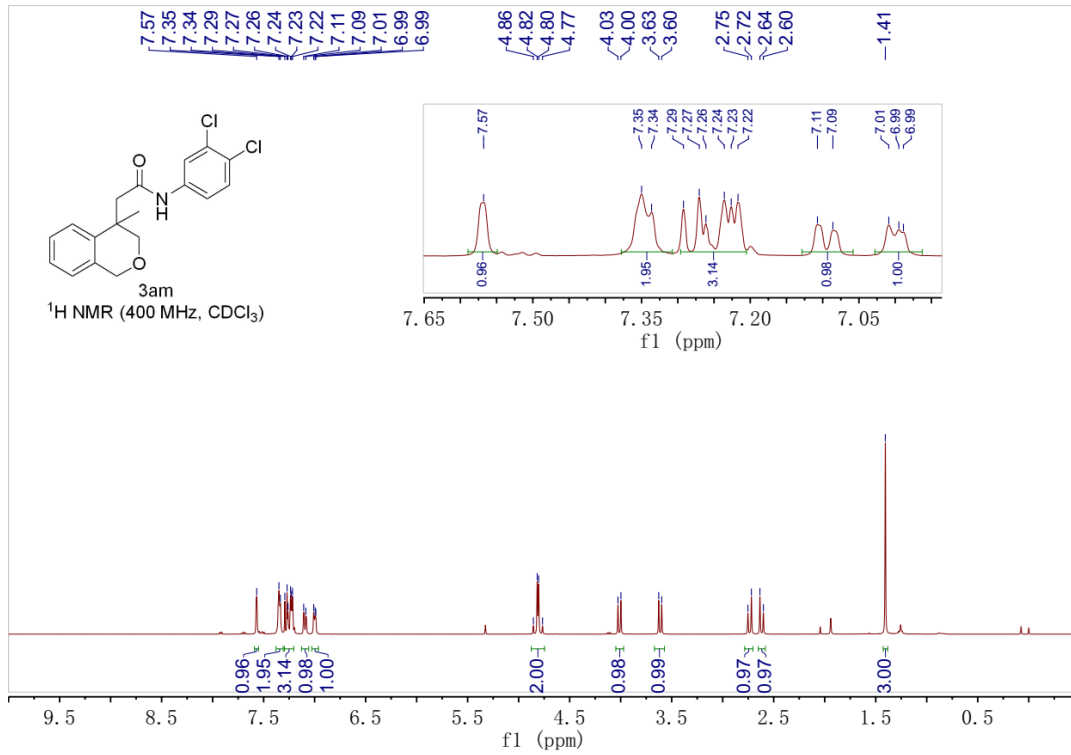 7.57 7.35 7.34 7.29 7.27 7.26 7.24 7.23 7.22 7.11 7.09 7.01 6.99 6.99 4.86 4.82 4.80 4.77 4.03 4.00 3.63 3.60 2.75 2.72 2.64 2.60 1.41
7.57 7.35 7.34 7.29 7.27 7.26 7.24 7.23 7.22 7.11 7.09 7.01 6.99 6.99
Cl
Cl
O
N
H
O
3am
¹H NMR (400 MHz, CDCl₃)
0.96 1.95 3.14 0.98 1.00
7.65 7.50 7.35 7.20 7.05
f1 (ppm)
0.96 1.95 3.14 0.98 1.00 2.00 0.98 0.99 0.97 0.97 3.00
9.5 8.5 7.5 6.5 5.5 4.5 3.5 2.5 1.5 0.5
f1 (ppm)